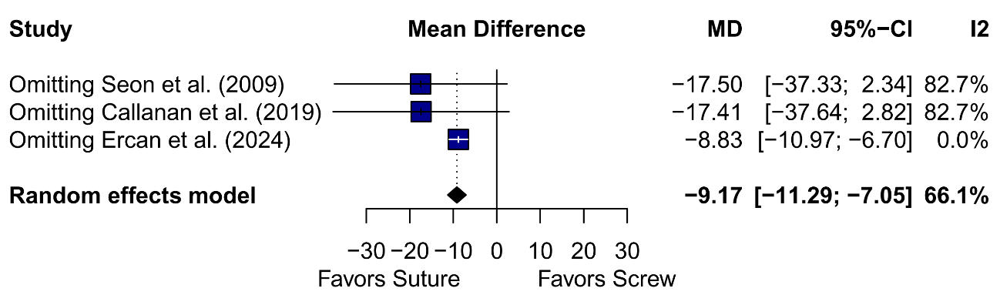 Study Mean Difference MD 95%−CI I2
Omitting Seon et al. (2009) −17.50 [−37.33; 2.34] 82.7%
Omitting Callanan et al. (2019) −17.41 [−37.64; 2.82] 82.7%
Omitting Ercan et al. (2024) −8.83 [−10.97; −6.70] 0.0%
Random effects model −9.17 [−11.29; −7.05] 66.1%
−30 −20 −10 0 10 20 30
Favors Suture Favors Screw